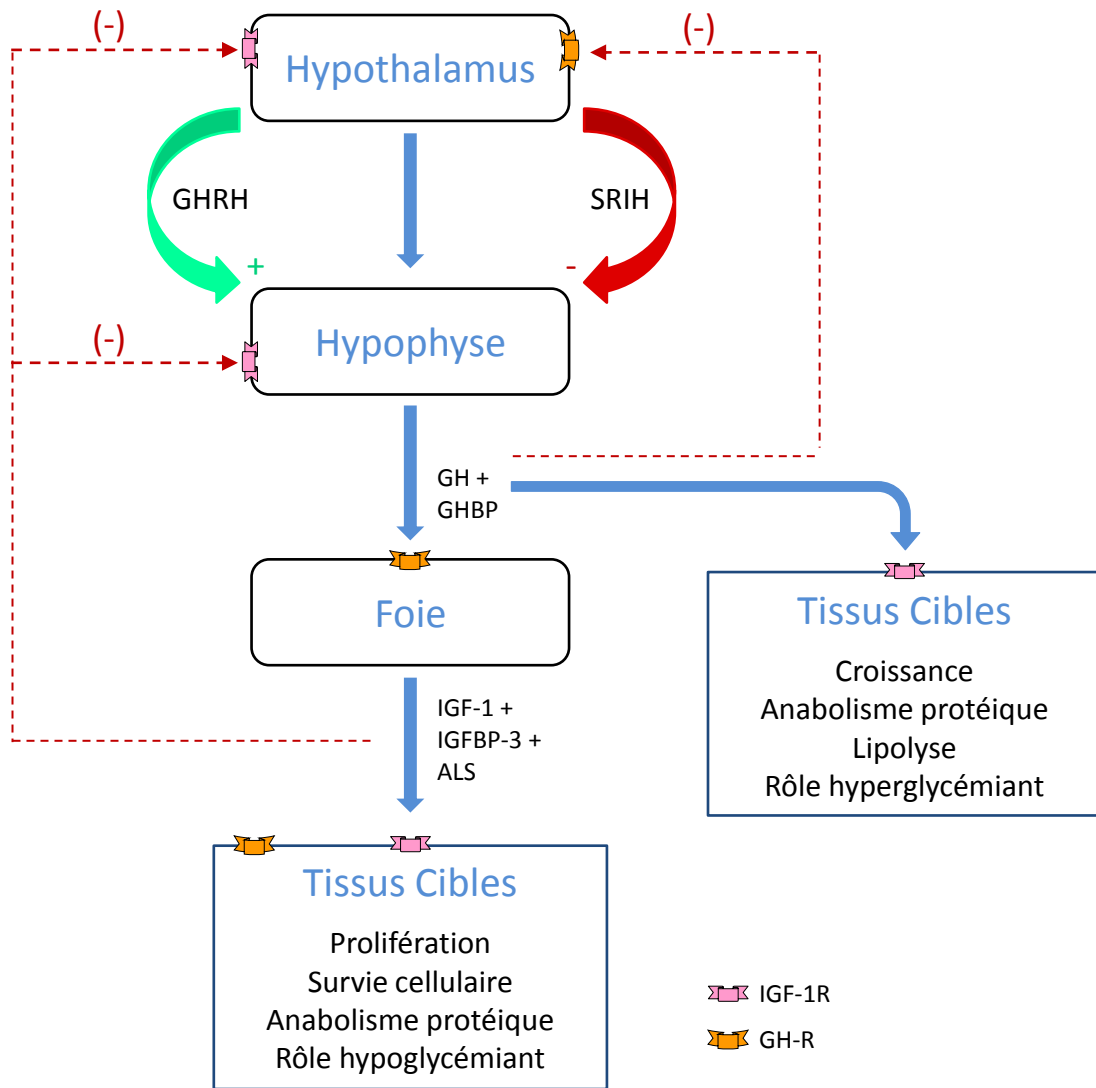 (-)
(-)
Hypothalamus
GHRH
SRIH
+
-
(-)
Hypophyse
GH +
GHBP
Foie
Tissus Cibles
Croissance
Anabolisme protéique
Lipolyse
Rôle hyperglycémiant
IGF-1 +
IGFBP-3 +
ALS
Tissus Cibles
Prolifération
Survie cellulaire
Anabolisme protéique
Rôle hypoglycémiant
IGF-1R
GH-R